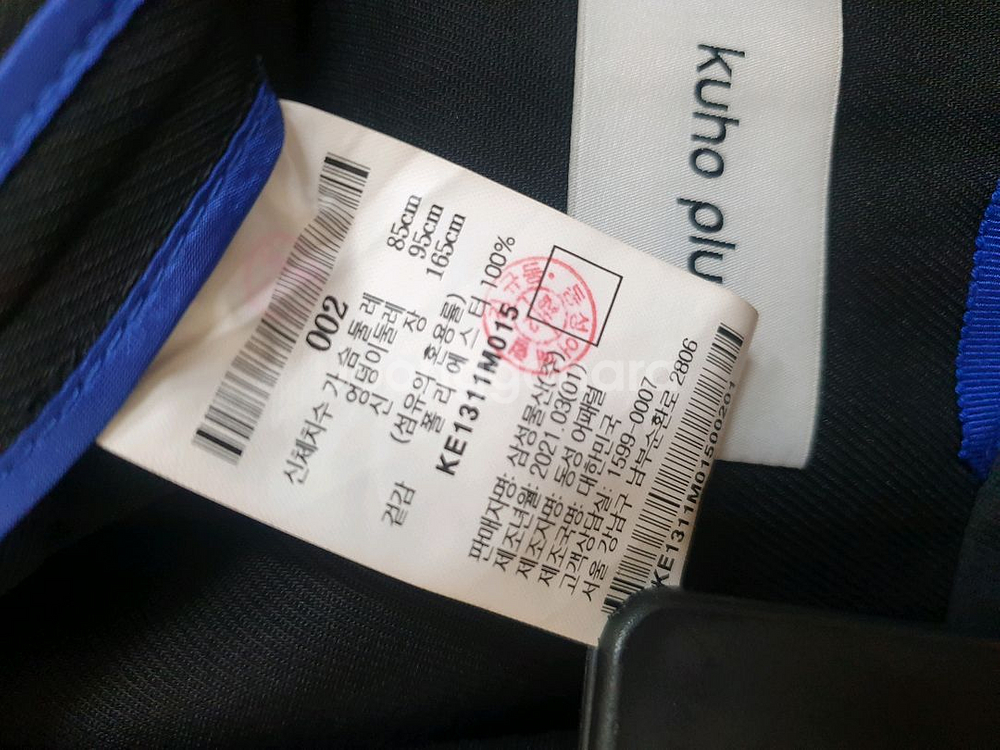 kuho plu
002
신체치수 가 슴 둘 레 85cm
엉덩이둘레 95cm
신 장 165cm
(섬유의 혼용률)
겉감 폴 리 에 스 터 100%
KE1311M015
판매자명: 삼성물산(주)
제조년월: 2021.03(01)
제조자명: 동성 어패럴
제조국명: 대한민국
고객상담실: 1599-0007
서울 강남구 남부순환로 2806
KE1311M01500201